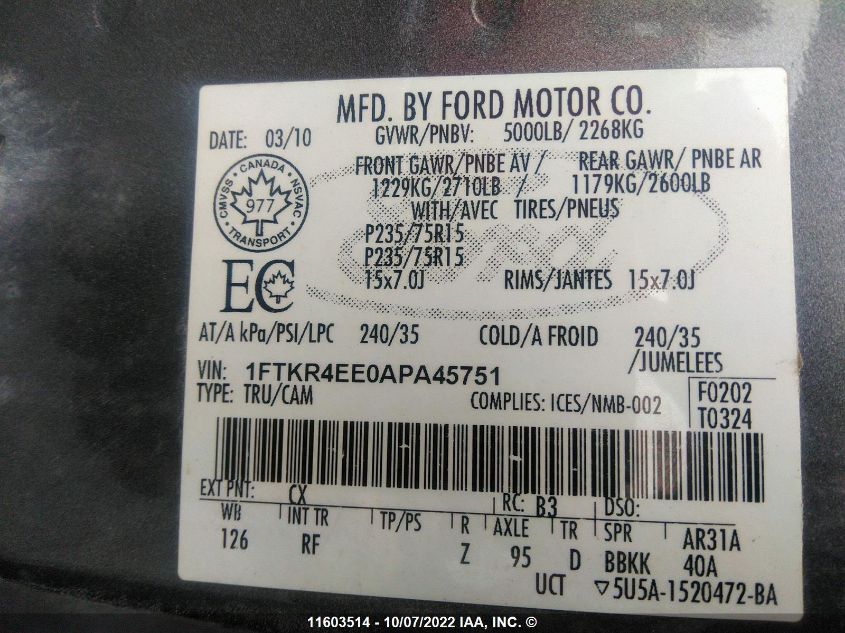 MFD. BY FORD MOTOR CO.
DATE: 03/10 GVWR/PNBV: 5000LB/ 2268KG
FRONT GAWR/PNBE AV / REAR GAWR/ PNBE AR
1229KG/2710LB / 1179KG/2600LB
WITH/AVEC TIRES/PNEUS
P235/75R15
P235/75R15
15x7.0J RIMS/JANTES 15x7.0J
CMVSS · CANADA · NSVAC
977
TRANSPORT
EC
AT/A kPa/PSI/LPC 240/35 COLD/A FROID 240/35
/JUMELEES
VIN: 1FTKR4EE0APA45751
TYPE: TRU/CAM COMPLIES: ICES/NMB-002
F0202
T0324
EXT PNT: CX RC: B3 DSO:
WB INT TR TP/PS R AXLE TR SPR AR31A
126 RF Z 95 D BBKK 40A
UCT ▽5U5A-1520472-BA
11603514 - 10/07/2022 IAA, Inc. ©